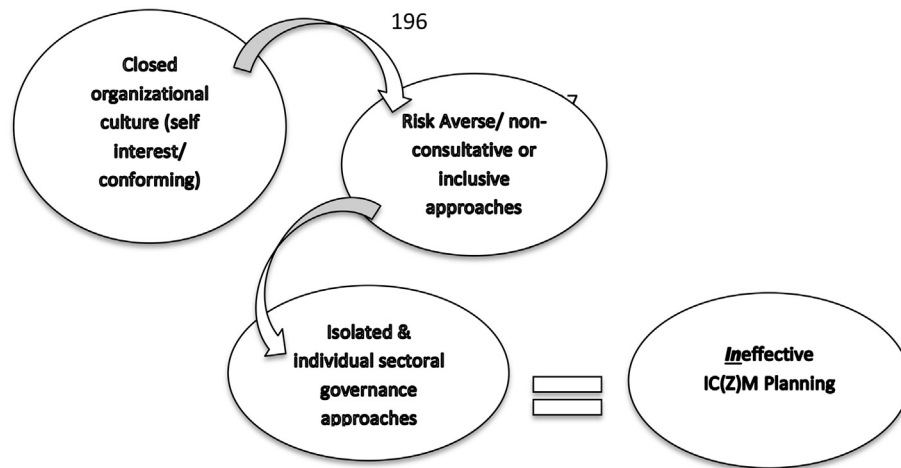 196
Closed
organizational
culture (self
interest/
conforming)
Risk Averse/ non-
consultative or
inclusive
approaches
Isolated &
individual sectoral
governance
approaches
Ineffective
IC(Z)M Planning